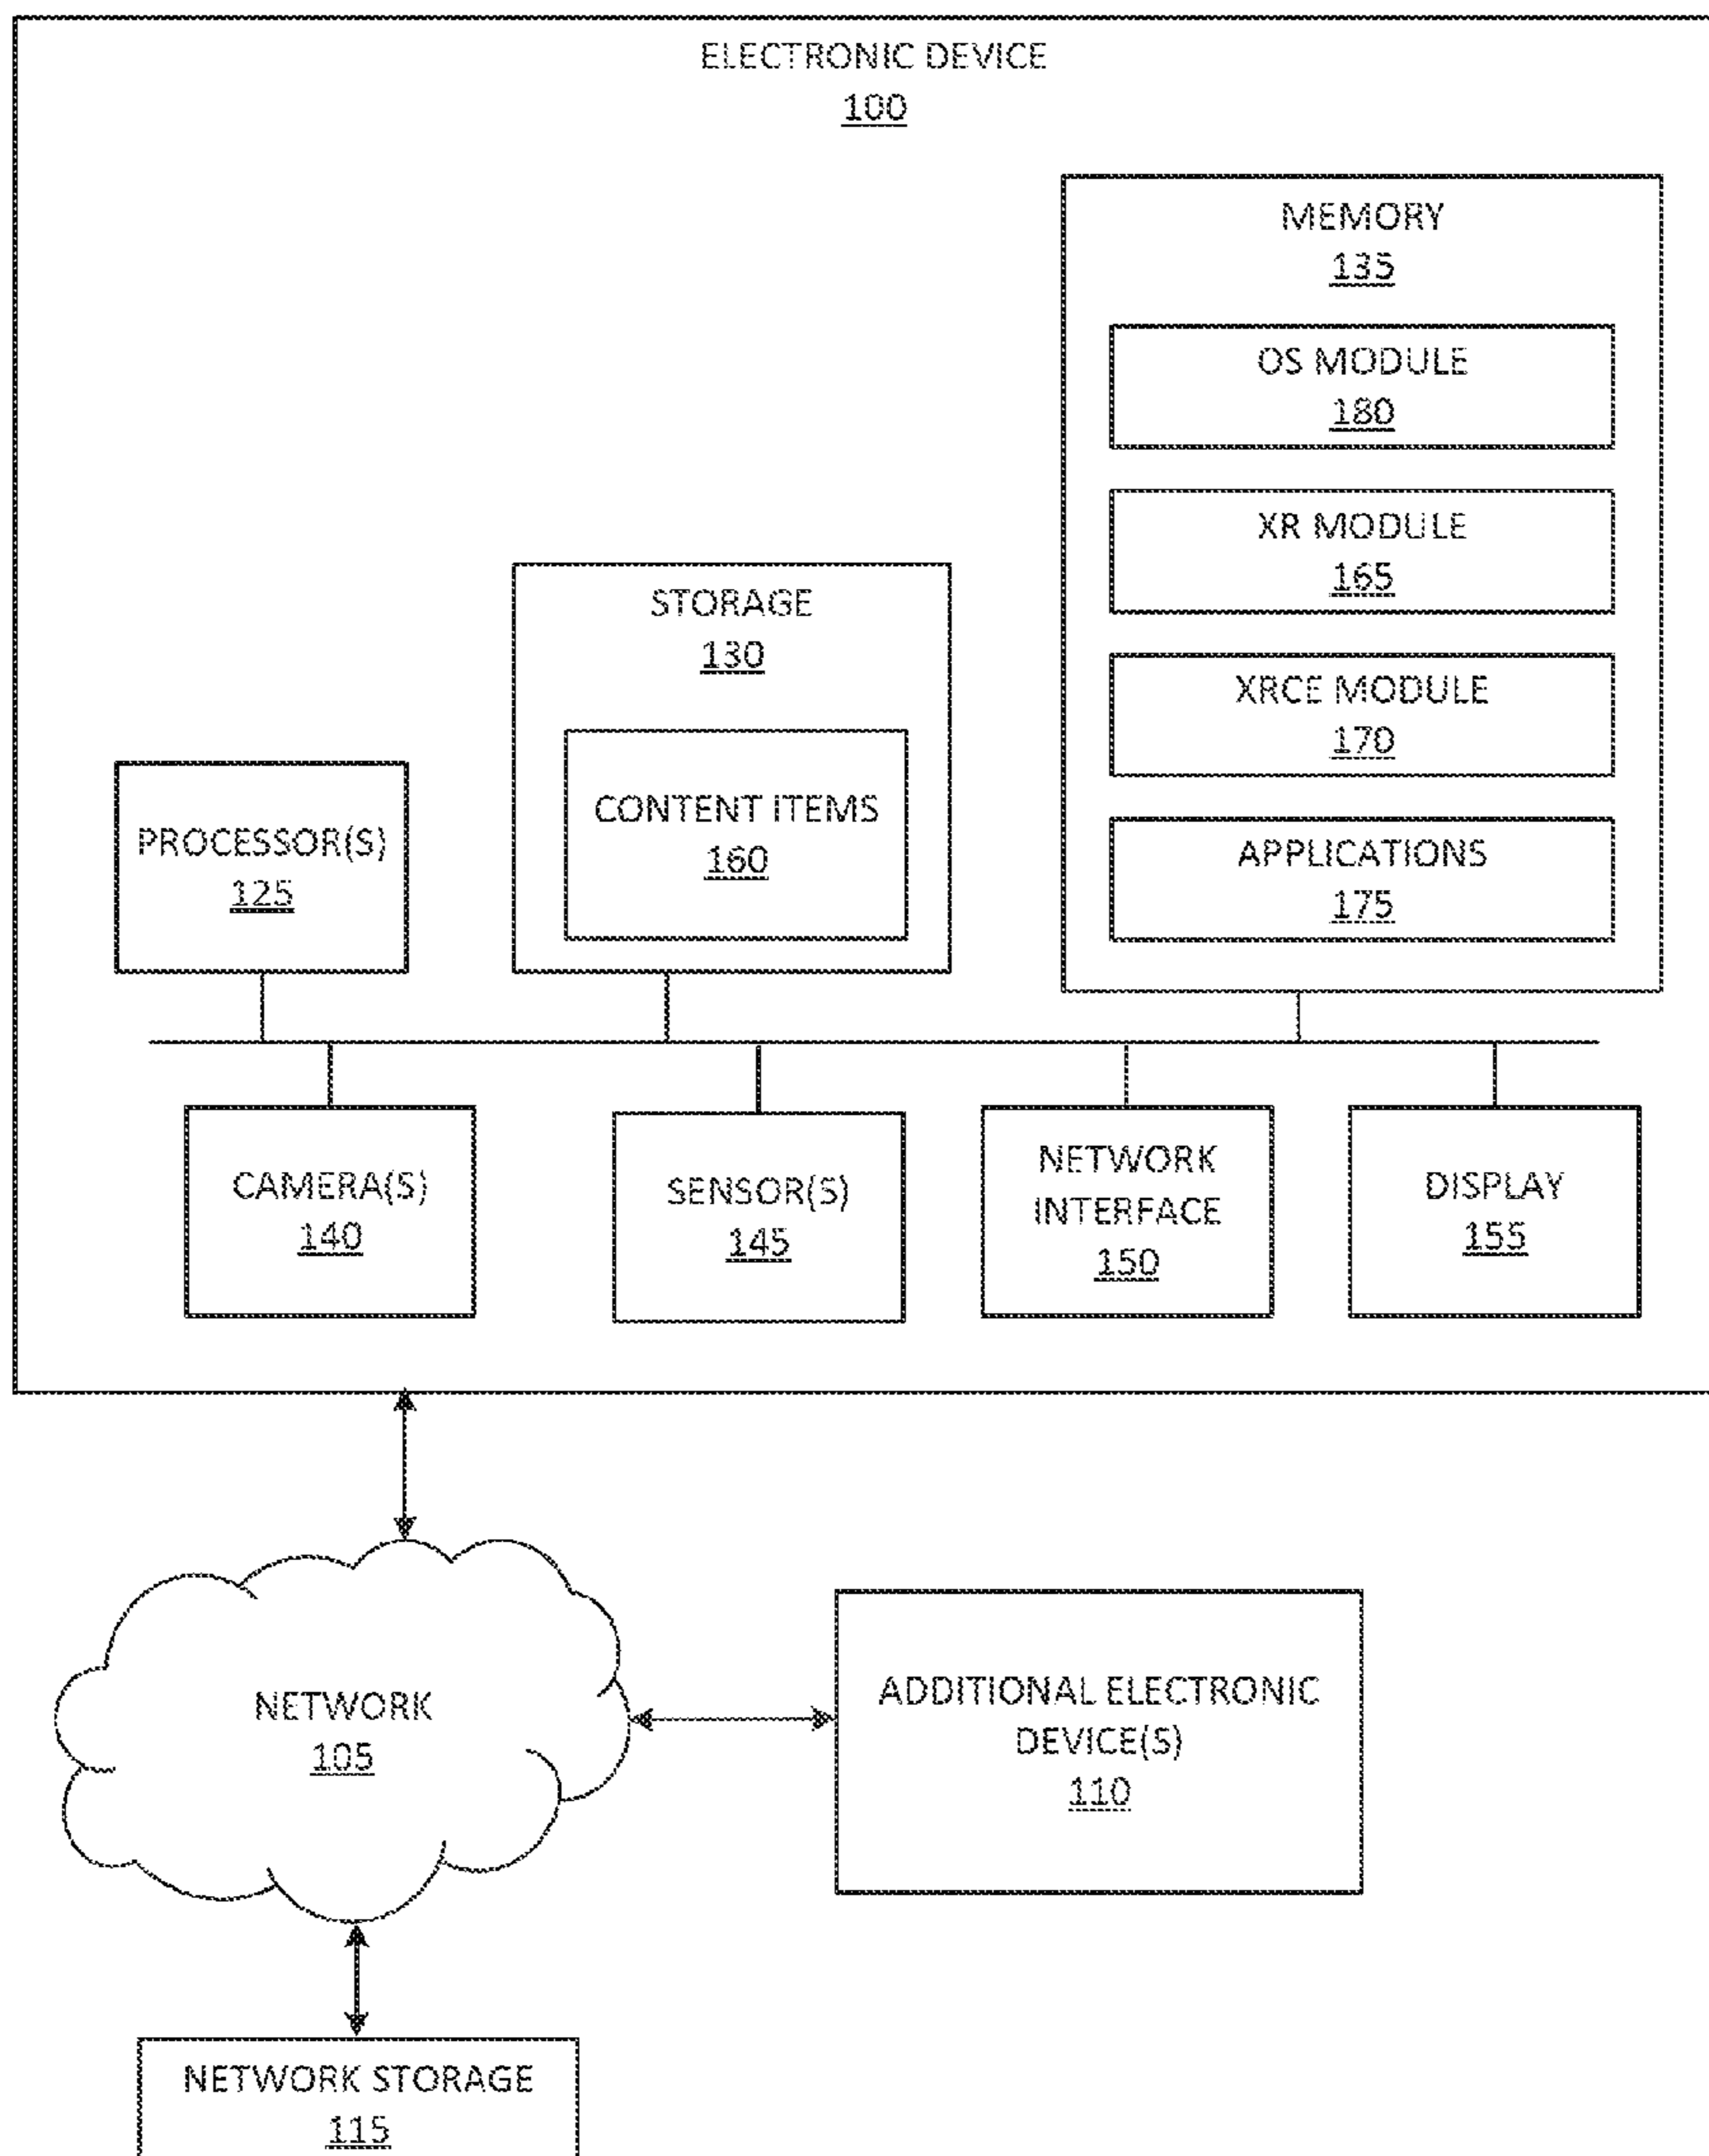 ELECTRONIC DEVICE
100
MEMORY
135
OS MODULE
180
XR MODULE
165
XRCE MODULE
170
APPLICATIONS
175
STORAGE
130
CONTENT ITEMS
160
PROCESSOR(S)
125
CAMERA(S)
140
SENSOR(S)
145
NETWORK
INTERFACE
150
DISPLAY
155
NETWORK
105
ADDITIONAL ELECTRONIC
DEVICE(S)
110
NETWORK STORAGE
115